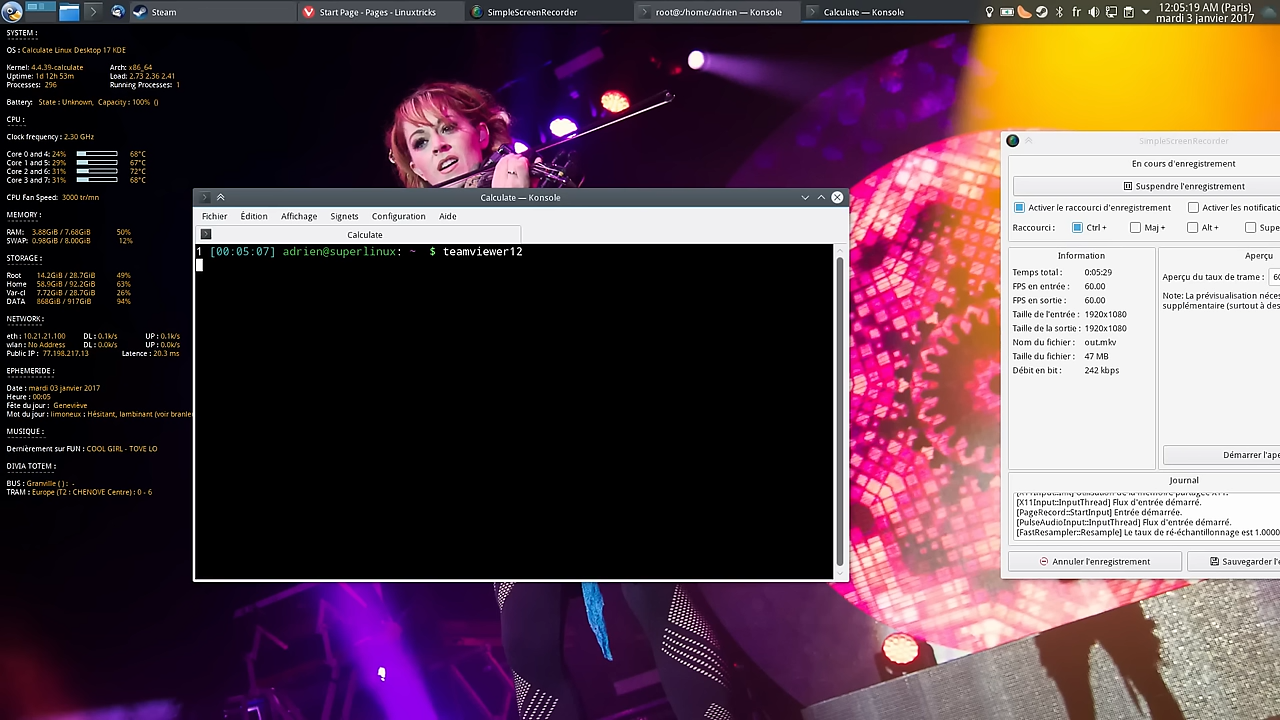 Steam
Start Page - Pages - Linuxtricks
SimpleScreenRecorder
root@:/home/adrien — Konsole
Calculate — Konsole
fr
12:05:19 AM (Paris)
mardi 3 janvier 2017
SYSTEM :
OS : Calculate Linux Desktop 17 KDE
Kernel: 4.4.39-calculate Arch: x86_64
Uptime: 1d 12h 53m Load: 2.73 2.36 2.41
Processes: 296 Running Processes: 1
Battery: State : Unknown, Capacity : 100% ()
CPU :
Clock frequency : 2.30 GHz
Core 0 and 4: 24% 68°C
Core 1 and 5: 29% 67°C
Core 2 and 6: 31% 72°C
Core 3 and 7: 31% 68°C
CPU Fan Speed: 3000 tr/mn
MEMORY :
RAM: 3.88GiB / 7.68GiB 50%
SWAP: 0.98GiB / 8.00GiB 12%
STORAGE :
Root 14.2GiB / 28.7GiB 49%
Home 58.9GiB / 92.2GiB 63%
Var-cl 7.72GiB / 28.7GiB 26%
DATA 868GiB / 917GiB 94%
NETWORK :
eth : 10.21.21.100 DL : 0.1k/s UP : 0.1k/s
wlan : No Address DL : 0.0k/s UP : 0.0k/s
Public IP : 77.198.217.13 Latence : 20.3 ms
EPHEMERIDE :
Date : mardi 03 janvier 2017
Heure : 00:05
Fête du jour : Geneviève
Mot du jour : limoneux : Hésitant, lambinant (voir branle
MUSIQUE :
Dernièrement sur FUN : COOL GIRL - TOVE LO
DIVIA TOTEM :
BUS : Granville ( ) : -
TRAM : Europe (T2 : CHENOVE Centre) : 0 - 6
Calculate — Konsole
Fichier Édition Affichage Signets Configuration Aide
Calculate
1 [00:05:07] adrien@superlinux: ~ $ teamviewer12
SimpleScreenRecorder
En cours d'enregistrement
Suspendre l'enregistrement
Activer le raccourci d'enregistrement Activer les notificatio
Raccourci : Ctrl + Maj + Alt + Supe
Information
Temps total : 0:05:29
FPS en entrée : 60.00
FPS en sortie : 60.00
Taille de l'entrée : 1920x1080
Taille de la sortie : 1920x1080
Nom du fichier : out.mkv
Taille du fichier : 47 MB
Débit en bit : 242 kbps
Aperçu
Aperçu du taux de trame : 60
Note: La prévisualisation néces
supplémentaire (surtout à des
Démarrer l'ape
Journal
[X11Input::Init] Utilisation de la mémoire partagée X11.
[X11Input::InputThread] Flux d'entrée démarré.
[PageRecord::StartInput] Entrée démarrée.
[PulseAudioInput::InputThread] Flux d'entrée démarré.
[FastResampler::Resample] Le taux de ré-échantillonnage est 1.0000
Annuler l'enregistrement
Sauvegarder l'e